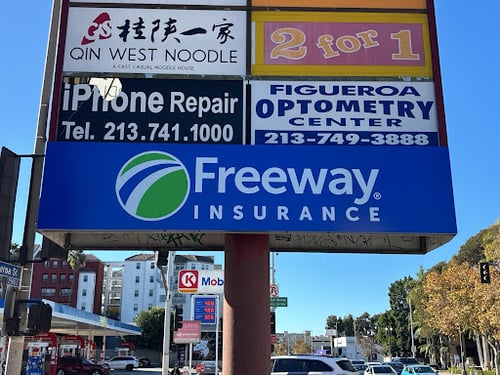 桂陕一家
QIN WEST NOODLE
A FAST CASUAL NOODLE HOUSE
2 for 1
iPhone Repair
Tel. 213.741.1000
FIGUEROA
OPTOMETRY
CENTER
213-749-3888
Freeway®
INSURANCE
K
Mob